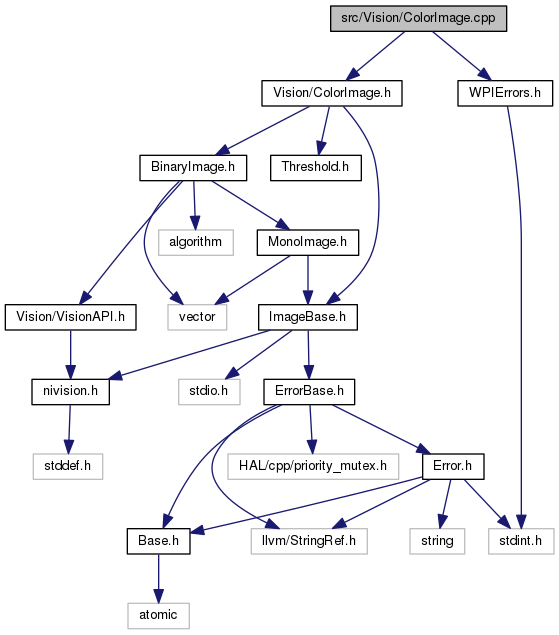 src/Vision/ColorImage.cpp
Vision/ColorImage.h
WPIErrors.h
BinaryImage.h
Threshold.h
algorithm
MonoImage.h
Vision/VisionAPI.h
vector
ImageBase.h
nivision.h
stdio.h
ErrorBase.h
stddef.h
HAL/cpp/priority_mutex.h
Error.h
Base.h
llvm/StringRef.h
string
stdint.h
atomic